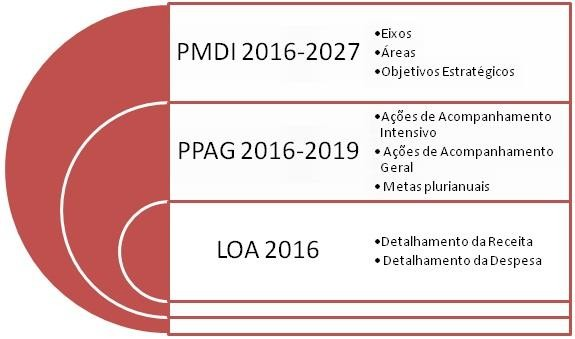 PMDI 2016-2027
•Eixos
•Áreas
•Objetivos Estratégicos
PPAG 2016-2019
•Ações de Acompanhamento
Intensivo
• Ações de Acompanhamento
Geral
• Metas plurianuais
LOA 2016
•Detalhamento da Receita
• Detalhamento da Despesa